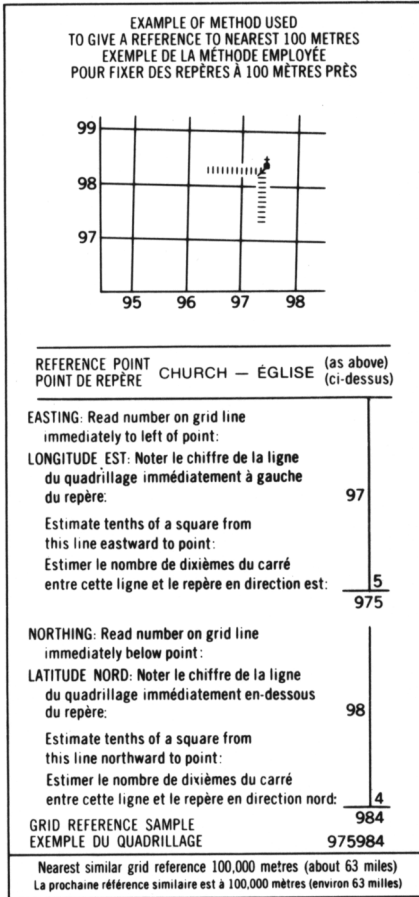 EXAMPLE OF METHOD USED
TO GIVE A REFERENCE TO NEAREST 100 METRES
EXEMPLE DE LA MÉTHODE EMPLOYÉE
POUR FIXER DES REPÈRES À 100 MÈTRES PRÈS
99
98
97
95 96 97 98
REFERENCE POINT
POINT DE REPÈRE
CHURCH — ÉGLISE
(as above)
(ci-dessus)
EASTING: Read number on grid line
immediately to left of point:
LONGITUDE EST: Noter le chiffre de la ligne
du quadrillage immédiatement à gauche
du repère: 97
Estimate tenths of a square from
this line eastward to point:
Estimer le nombre de dixièmes du carré
entre cette ligne et le repère en direction est: 5
975
NORTHING: Read number on grid line
immediately below point:
LATITUDE NORD: Noter le chiffre de la ligne
du quadrillage immédiatement en-dessous
du repère: 98
Estimate tenths of a square from
this line northward to point:
Estimer le nombre de dixièmes du carré
entre cette ligne et le repère en direction nord: 4
984
GRID REFERENCE SAMPLE
EXEMPLE DU QUADRILLAGE 975984
Nearest similar grid reference 100,000 metres (about 63 miles)
La prochaine référence similaire est à 100,000 mètres (environ 63 milles)